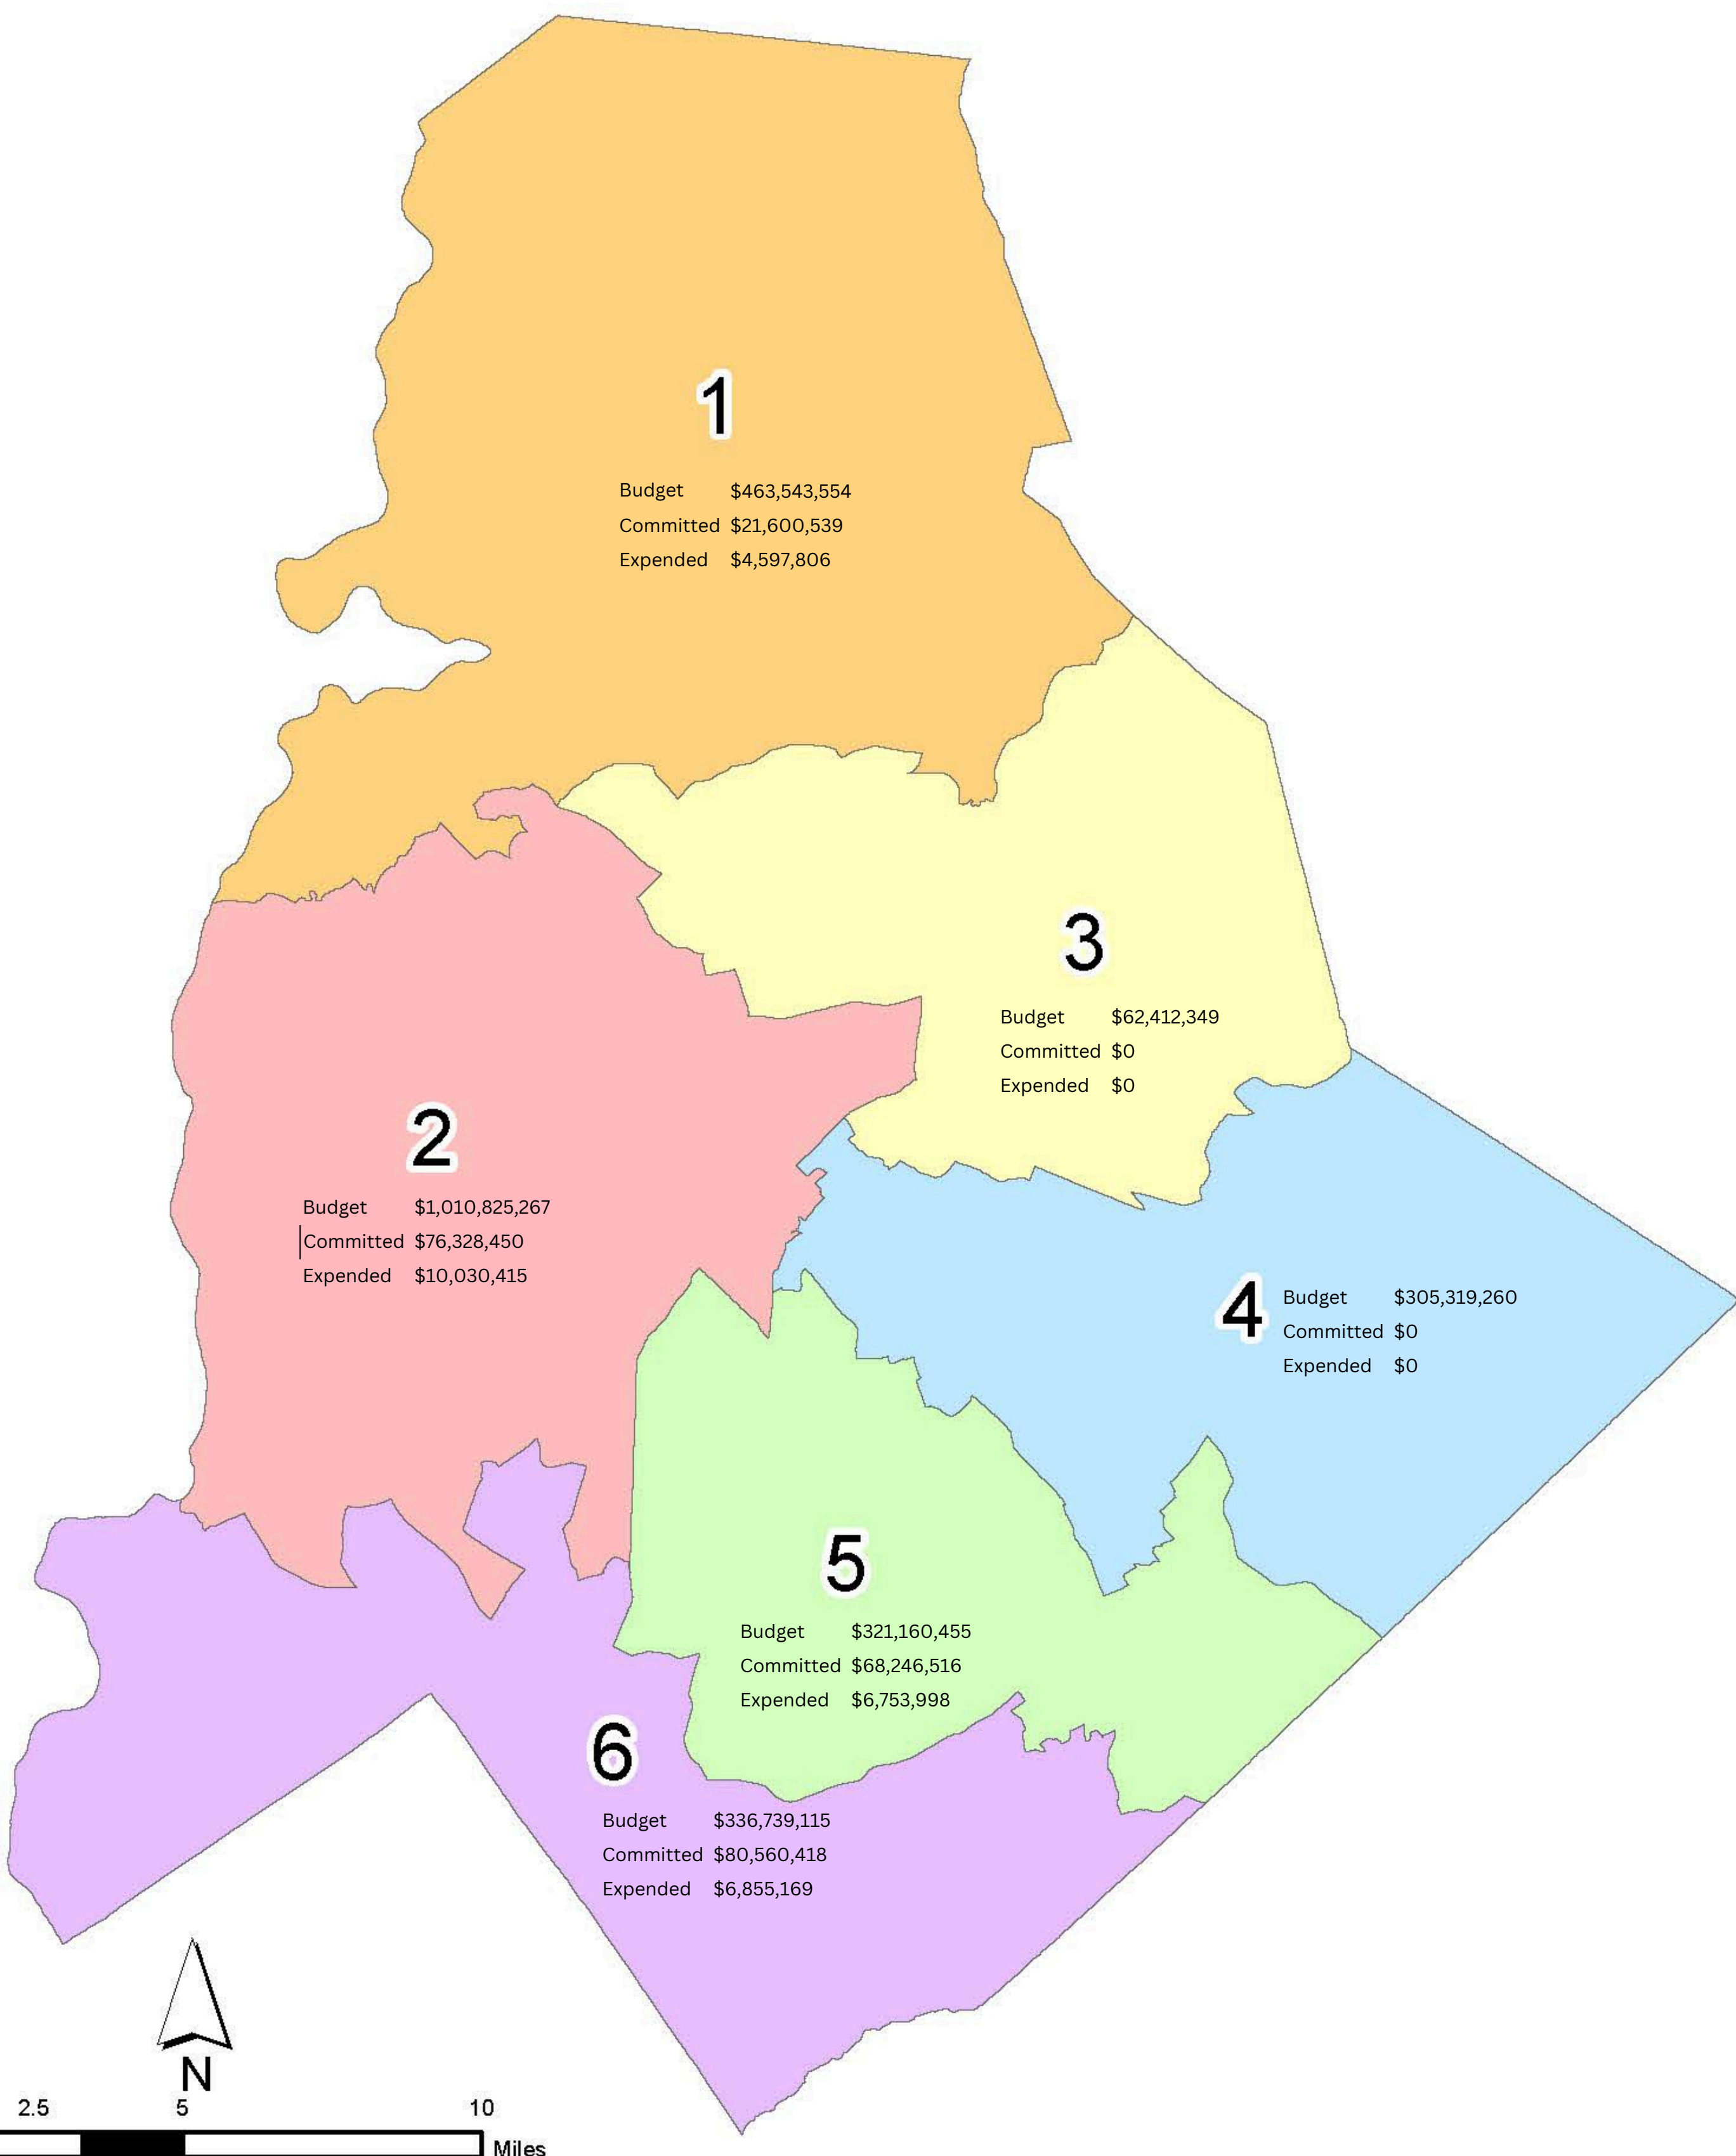 1
Budget $463,543,554
Committed $21,600,539
Expended $4,597,806
3
Budget $62,412,349
Committed $0
Expended $0
2
Budget $1,010,825,267
Committed $76,328,450
Expended $10,030,415
4
Budget $305,319,260
Committed $0
Expended $0
5
Budget $321,160,455
Committed $68,246,516
Expended $6,753,998
6
Budget $336,739,115
Committed $80,560,418
Expended $6,855,169
N
2.5 5 10
Miles